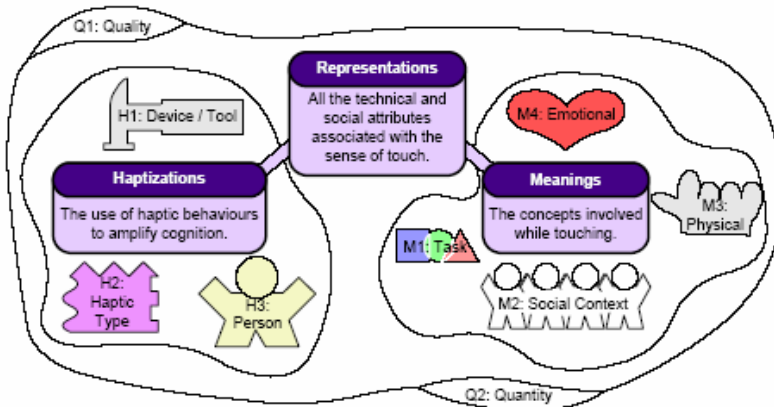 Q1: Quality
Representations
All the technical and
social attributes
associated with the
sense of touch.
H1: Device / Tool
M4: Emotional
Haptizations
The use of haptic behaviours
to amplify cognition.
Meanings
The concepts involved
while touching.
M3:
Physical
M1: Task
H2:
Haptic
Type
H3:
Person
M2: Social Context
Q2: Quantity